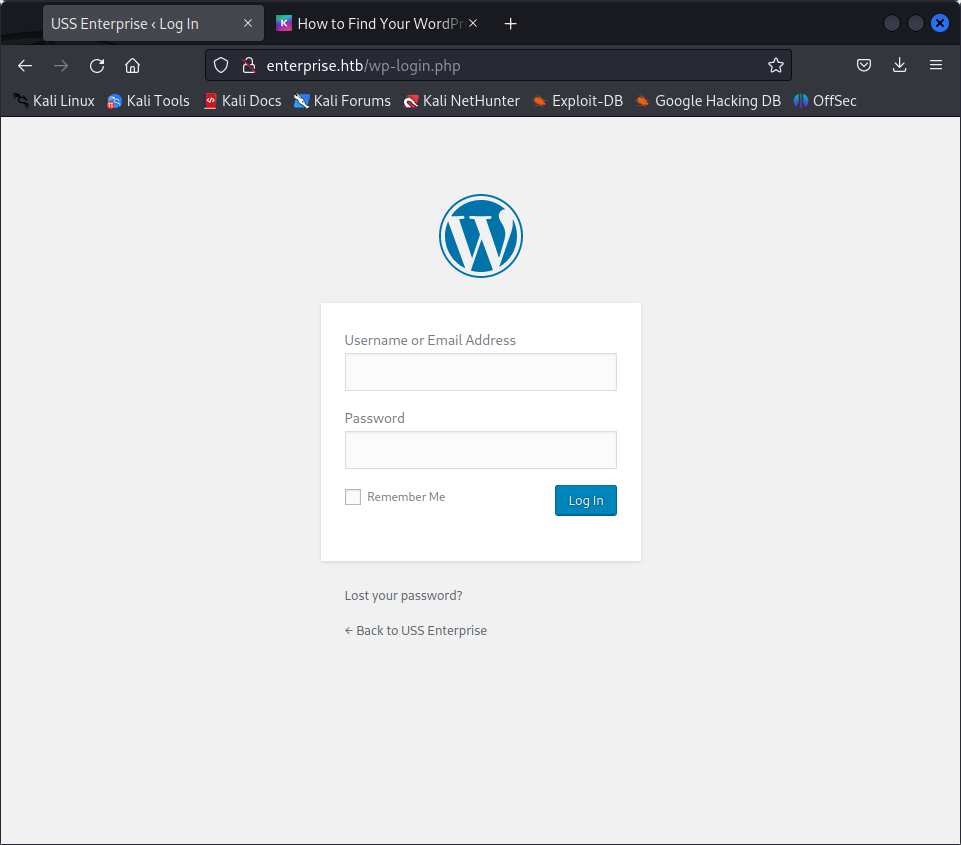 USS Enterprise ‹ Log In
How to Find Your WordPr
enterprise.htb/wp-login.php
Kali Linux Kali Tools Kali Docs Kali Forums Kali NetHunter Exploit-DB Google Hacking DB OffSec
Username or Email Address
Password
Remember Me
Log In
Lost your password?
← Back to USS Enterprise